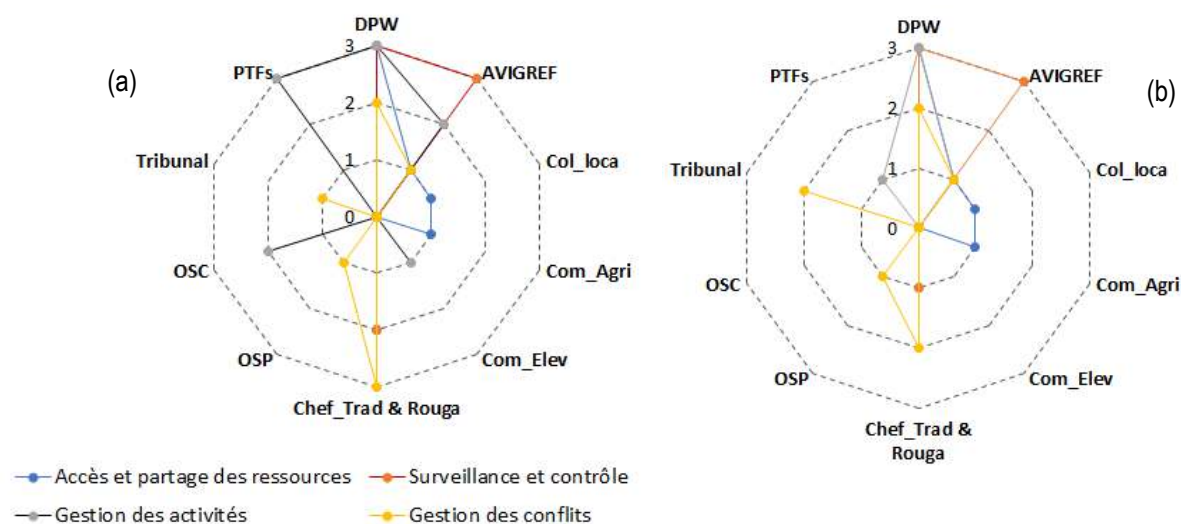 (a)
DPW
3
2
1
0
PTFs
AVIGREF
Tribunal
Col_loca
OSC
Com_Agri
OSP
Com_Elev
Chef_Trad & Rouga
(b)
DPW
3
2
1
0
PTFs
AVIGREF
Tribunal
Col_loca
OSC
Com_Agri
OSP
Com_Elev
Chef_Trad &
Rouga
Accès et partage des ressources
Surveillance et contrôle
Gestion des activités
Gestion des conflits